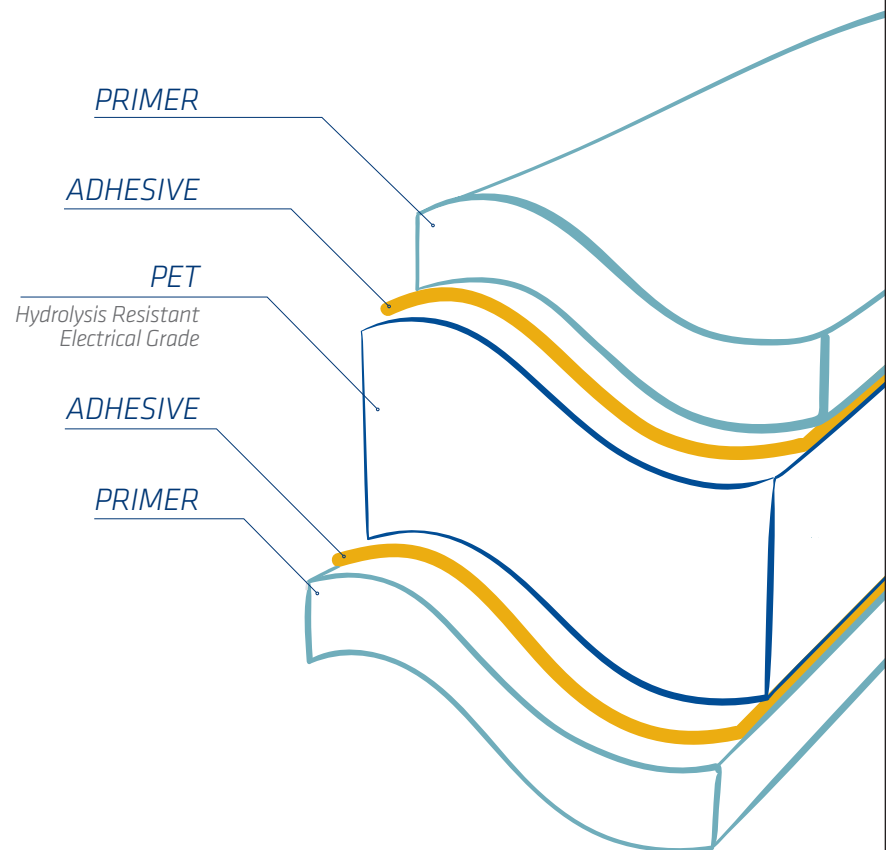 PRIMER
ADHESIVE
PET
Hydrolysis Resistant
Electrical Grade
ADHESIVE
PRIMER